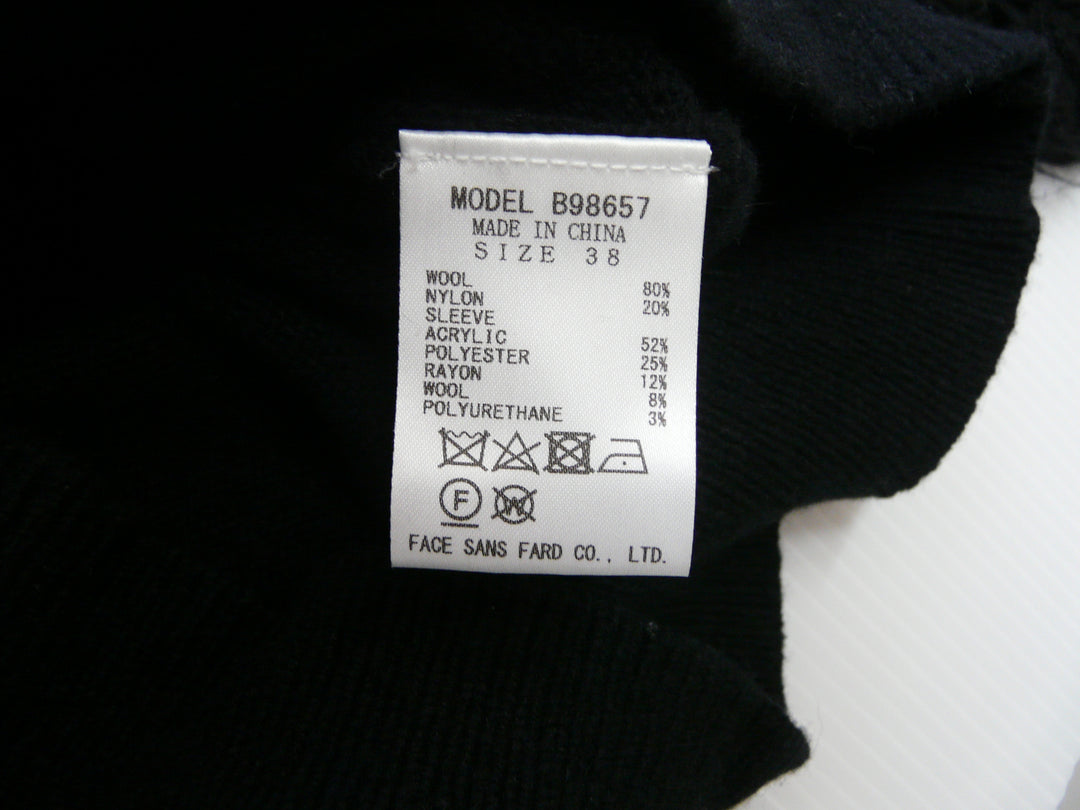 MODEL B98657
MADE IN CHINA
SIZE 38
WOOL 80%
NYLON 20%
SLEEVE
ACRYLIC 52%
POLYESTER 25%
RAYON 12%
WOOL 8%
POLYURETHANE 3%
F W
FACE SANS FARD CO., LTD.